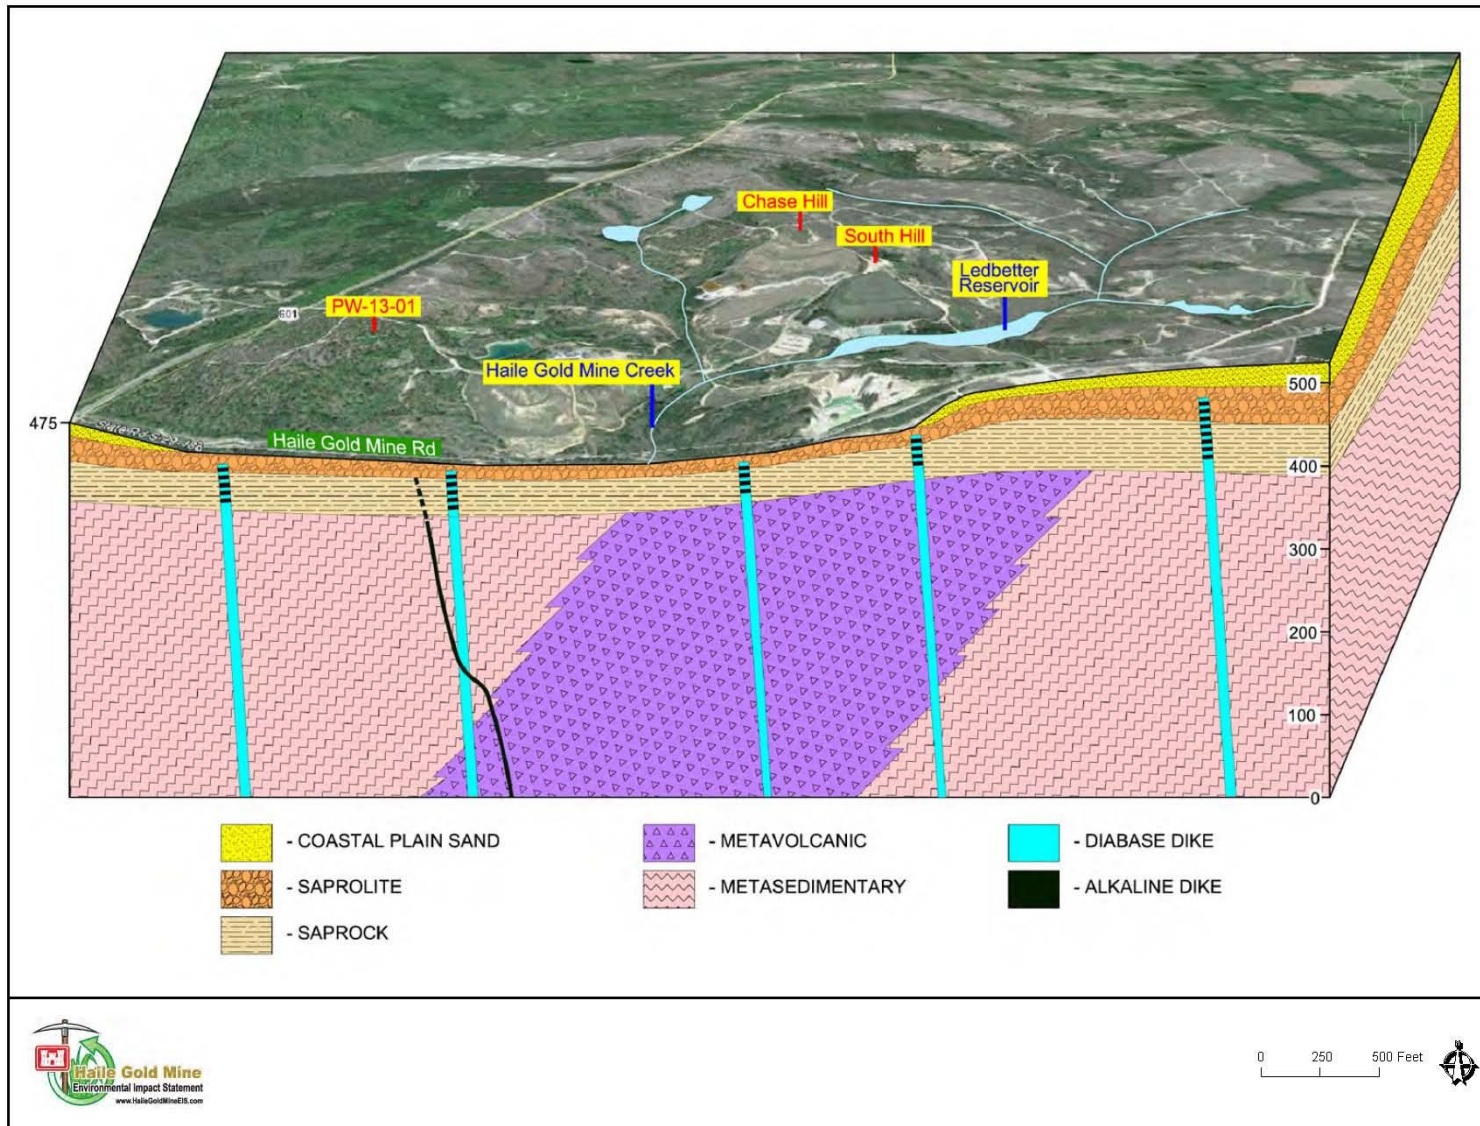 Chase Hill
South Hill
Ledbetter
Reservoir
PW-13-01
601
Haile Gold Mine Creek
475
Haile Gold Mine Rd
500
400
300
200
100
0
- COASTAL PLAIN SAND
- SAPROLITE
- SAPROCK
- METAVOLCANIC
- METASEDIMENTARY
- DIABASE DIKE
- ALKALINE DIKE
Haile Gold Mine
Environmental Impact Statement
www.HaileGoldMineEIS.com
0 250 500 Feet